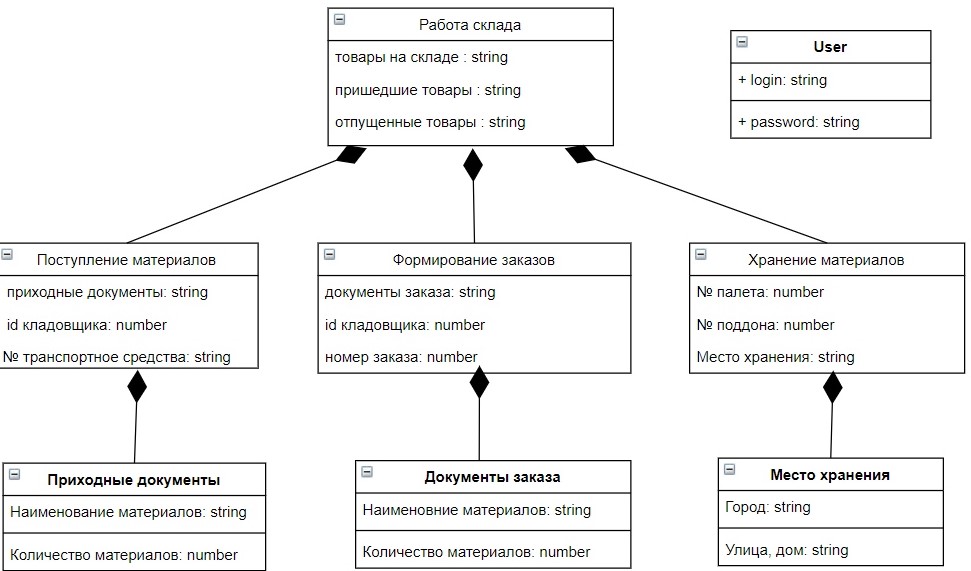 Работа склада
товары на складе : string
пришедшие товары : string
отпущенные товары : string
User
+ login: string
+ password: string
Поступление материалов
приходные документы: string
id кладовщика: number
№ транспортное средства: string
Формирование заказов
документы заказа: string
id кладовщика: number
номер заказа: number
Хранение материалов
№ палета: number
№ поддона: number
Место хранения: string
Приходные документы
Наименование материалов: string
Количество материалов: number
Документы заказа
Наименовние материалов: string
Количество материалов: number
Место хранения
Город: string
Улица, дом: string